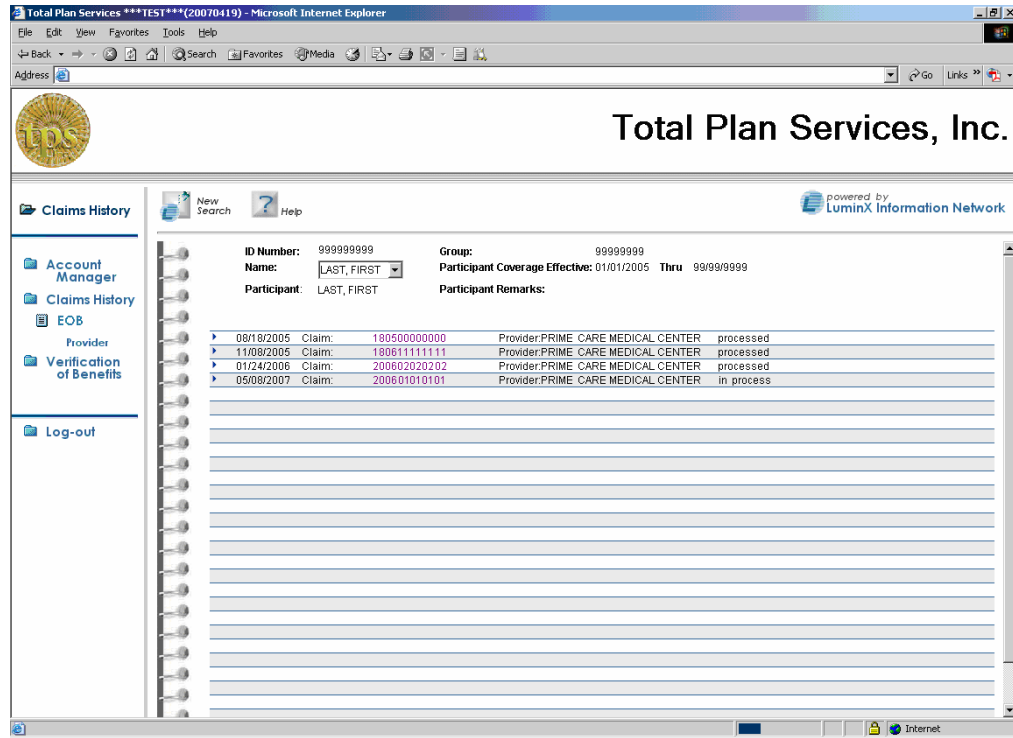 Total Plan Services ***TEST***(20070419) - Microsoft Internet Explorer
File Edit View Favorites Tools Help
Back Search Favorites Media
Address Go Links »
tps
Total Plan Services, Inc.
Claims History
New Search
Help
powered by
LuminX Information Network
Account
Manager
Claims History
EOB
Provider
Verification
of Benefits
Log-out
ID Number: 999999999 Group: 99999999
Name: LAST, FIRST Participant Coverage Effective: 01/01/2005 Thru 99/99/9999
Participant: LAST, FIRST Participant Remarks:
08/18/2005 Claim: 180500000000 Provider:PRIME CARE MEDICAL CENTER processed
11/08/2005 Claim: 180611111111 Provider:PRIME CARE MEDICAL CENTER processed
01/24/2006 Claim: 200602020202 Provider:PRIME CARE MEDICAL CENTER processed
05/08/2007 Claim: 200601010101 Provider:PRIME CARE MEDICAL CENTER in process
Internet